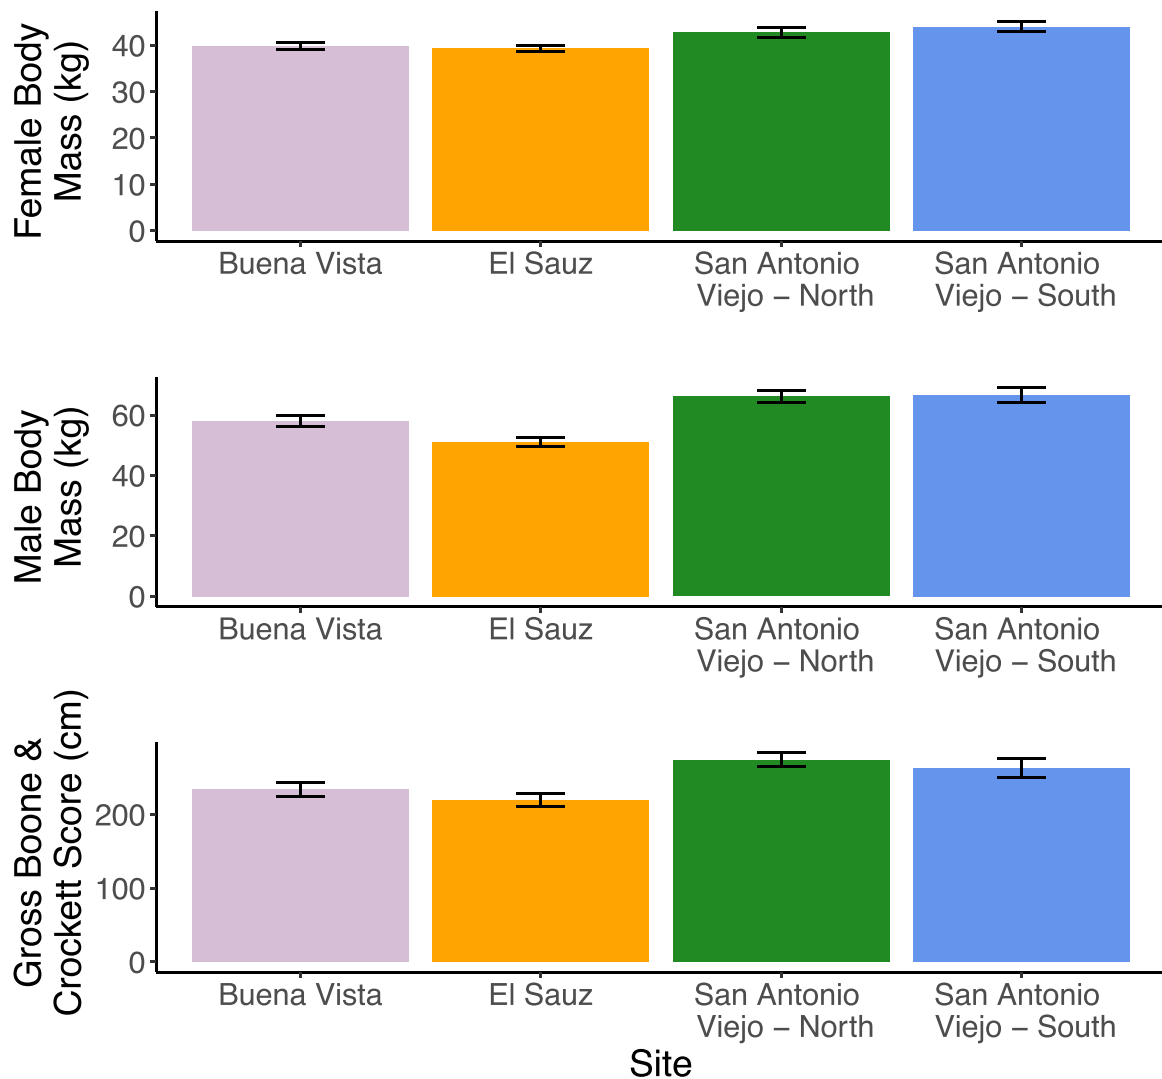 Female Body
Mass (kg)
40
30
20
10
0
Buena Vista
El Sauz
San Antonio
Viejo – North
San Antonio
Viejo – South
Male Body
Mass (kg)
60
40
20
0
Buena Vista
El Sauz
San Antonio
Viejo – North
San Antonio
Viejo – South
Gross Boone &
Crockett Score (cm)
200
100
0
Buena Vista
El Sauz
San Antonio
Viejo – North
San Antonio
Viejo – South
Site